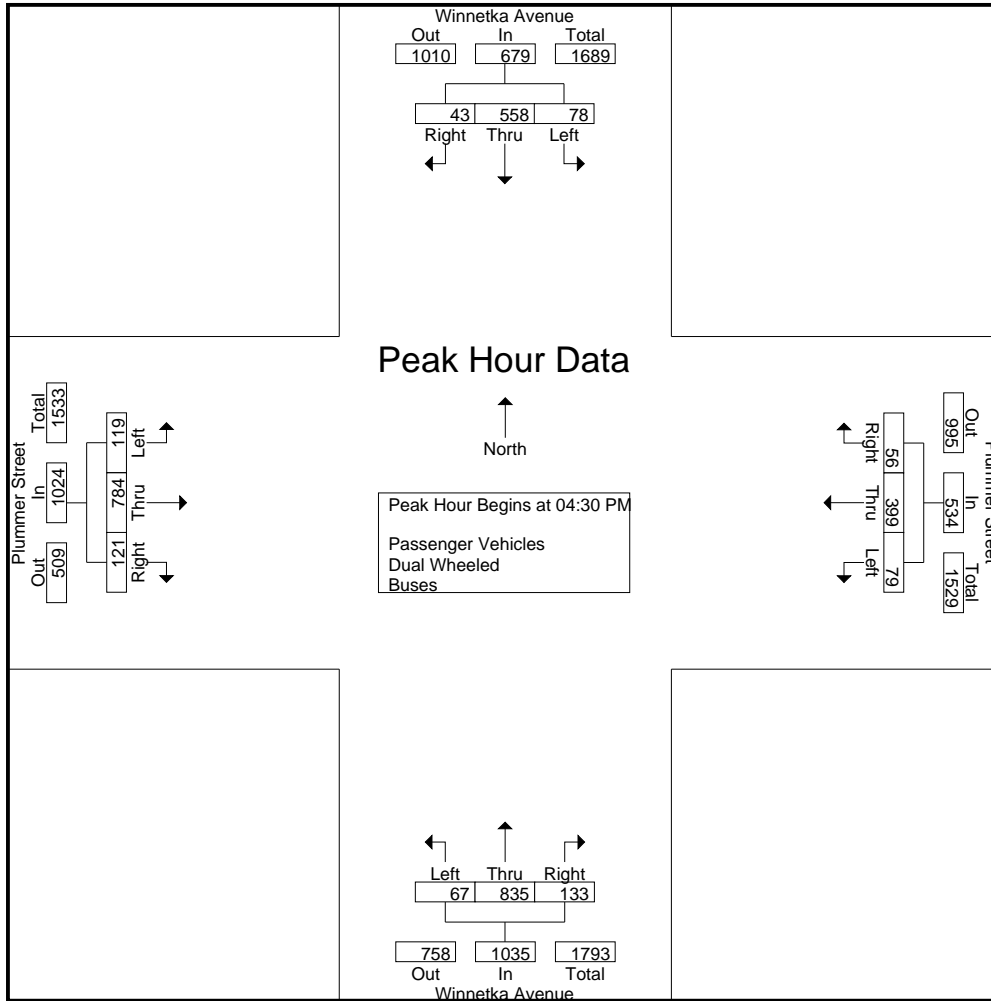 Winnetka Avenue
Out In Total
1010 679 1689
43 558 78
Right Thru Left
Peak Hour Data
North
Peak Hour Begins at 04:30 PM
Passenger Vehicles
Dual Wheeled
Buses
Plummer Street
Out In Total
509 1024 1533
Left Thru Right
119 784 121
Plummer Street
Out In Total
995 534 1529
Right Thru Left
56 399 79
Left Thru Right
67 835 133
758 1035 1793
Out In Total
Winnetka Avenue